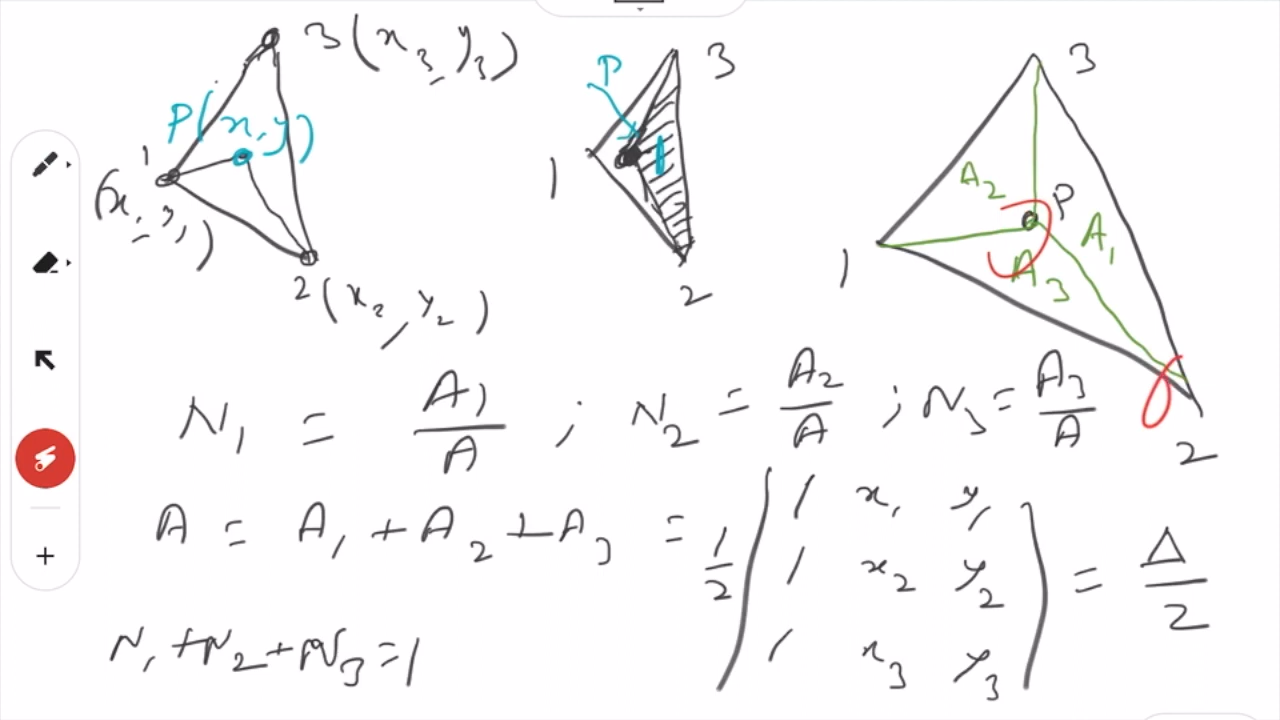 3 (x₃, y₃)
P(x, y)
1
(x₁, y₁)
2 (x₂, y₂)
P
3
1
2
3
A₂
P
A₁
1
A₃
2
N₁ = A₁/A ; N₂ = A₂/A ; N₃ = A₃/A
A = A₁ + A₂ + A₃ = 1/2 | 1 x₁ y₁
1 x₂ y₂
1 x₃ y₃ | = Δ/2
N₁ + N₂ + N₃ = 1